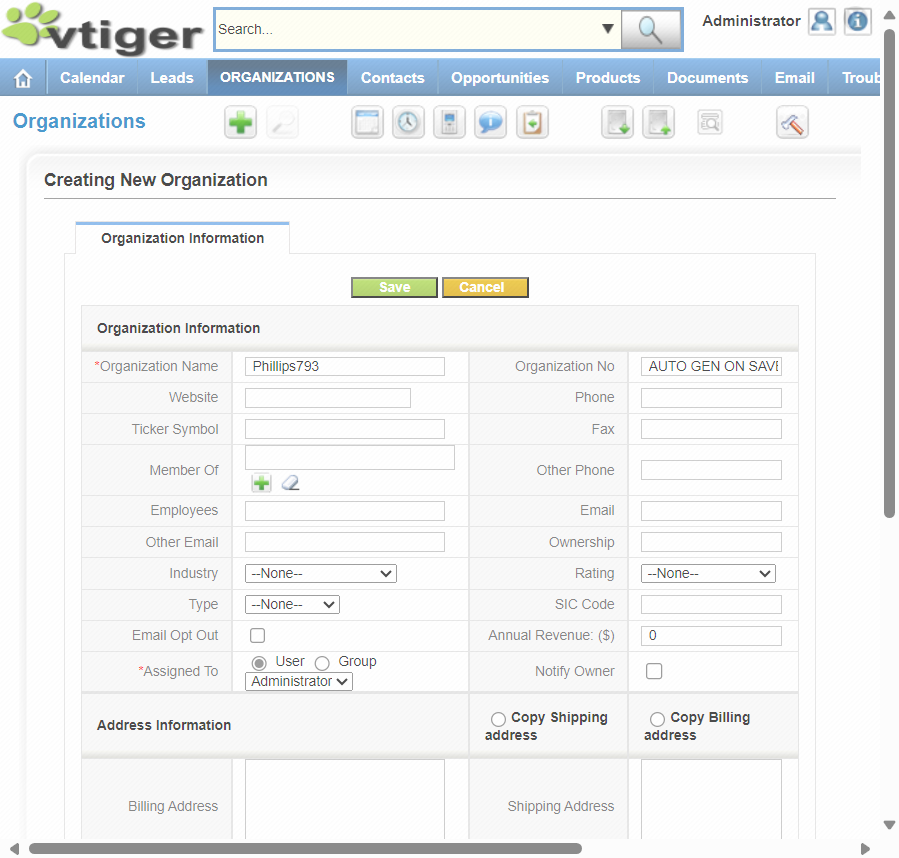 vtiger
Search...
Administrator
Calendar Leads ORGANIZATIONS Contacts Opportunities Products Documents Email Troub
Organizations
Creating New Organization
Organization Information
Save Cancel
Organization Information
*Organization Name Phillips793 Organization No AUTO GEN ON SAVE
Website Phone
Ticker Symbol Fax
Member Of Other Phone
Employees Email
Other Email Ownership
Industry --None-- Rating --None--
Type --None-- SIC Code
Email Opt Out Annual Revenue: ($) 0
*Assigned To User Group Administrator Notify Owner
Address Information Copy Shipping address Copy Billing address
Billing Address Shipping Address